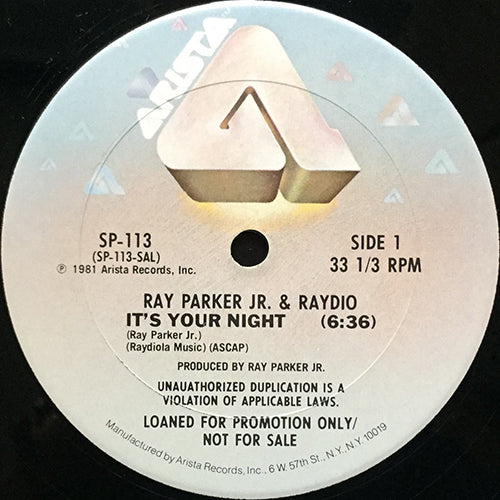 ARISTA
SP-113
(SP-113-SAL)
℗ 1981 Arista Records, Inc.
SIDE 1
33 1/3 RPM
RAY PARKER JR. & RAYDIO
IT'S YOUR NIGHT (6:36)
(Ray Parker Jr.)
(Raydiola Music) (ASCAP)
PRODUCED BY RAY PARKER JR.
UNAUATHORIZED DUPLICATION IS A
VIOLATION OF APPLICABLE LAWS.
LOANED FOR PROMOTION ONLY/
NOT FOR SALE
Manufactured by Arista Records, Inc., 6 W. 57th St., N.Y., N.Y. 10019